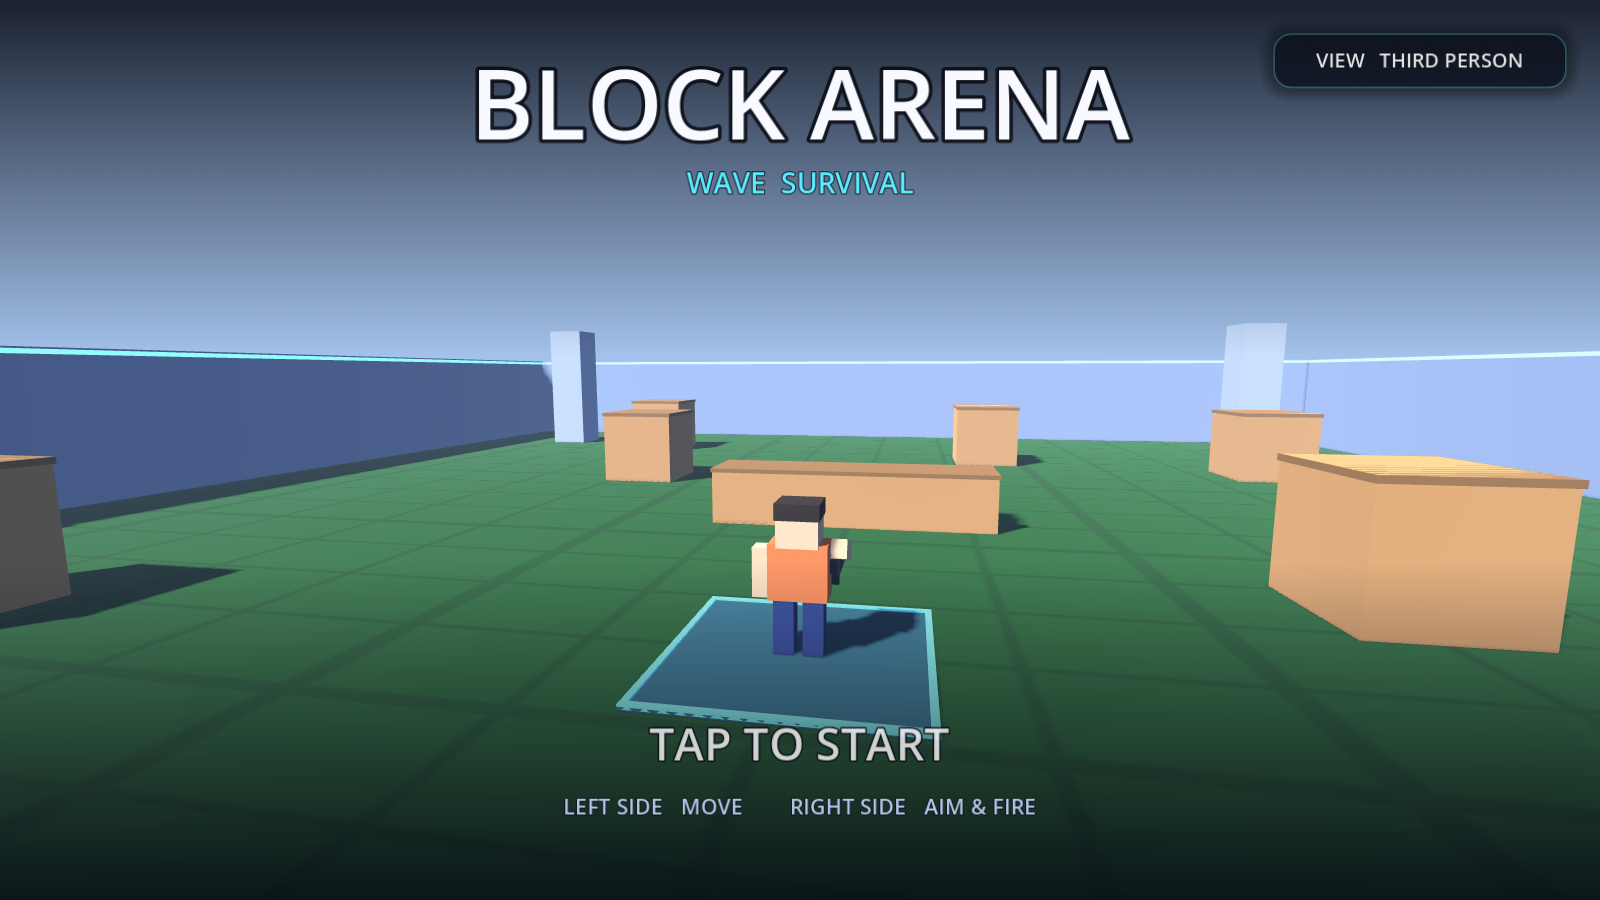 BLOCK ARENA
WAVE SURVIVAL
VIEW THIRD PERSON
TAP TO START
LEFT SIDE MOVE RIGHT SIDE AIM & FIRE